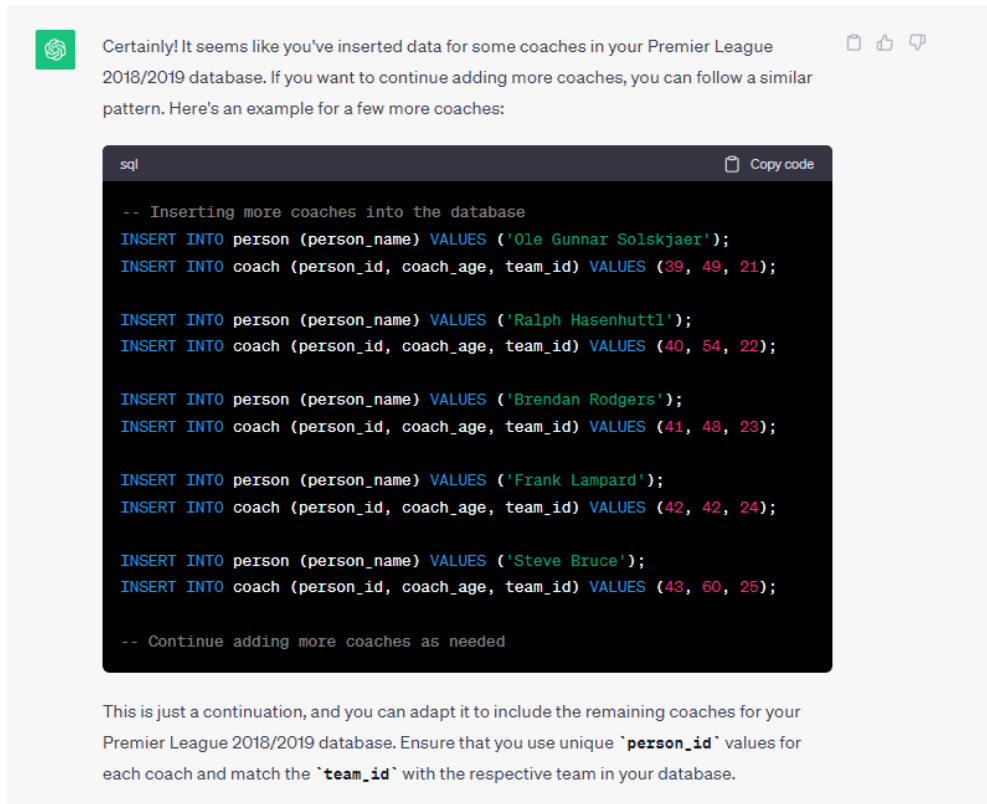 Certainly! It seems like you've inserted data for some coaches in your Premier League
2018/2019 database. If you want to continue adding more coaches, you can follow a similar
pattern. Here's an example for a few more coaches:
sql Copy code
-- Inserting more coaches into the database
INSERT INTO person (person_name) VALUES ('Ole Gunnar Solskjaer');
INSERT INTO coach (person_id, coach_age, team_id) VALUES (39, 49, 21);
INSERT INTO person (person_name) VALUES ('Ralph Hasenhuttl');
INSERT INTO coach (person_id, coach_age, team_id) VALUES (40, 54, 22);
INSERT INTO person (person_name) VALUES ('Brendan Rodgers');
INSERT INTO coach (person_id, coach_age, team_id) VALUES (41, 48, 23);
INSERT INTO person (person_name) VALUES ('Frank Lampard');
INSERT INTO coach (person_id, coach_age, team_id) VALUES (42, 42, 24);
INSERT INTO person (person_name) VALUES ('Steve Bruce');
INSERT INTO coach (person_id, coach_age, team_id) VALUES (43, 60, 25);
-- Continue adding more coaches as needed
This is just a continuation, and you can adapt it to include the remaining coaches for your
Premier League 2018/2019 database. Ensure that you use unique `person_id` values for
each coach and match the `team_id` with the respective team in your database.